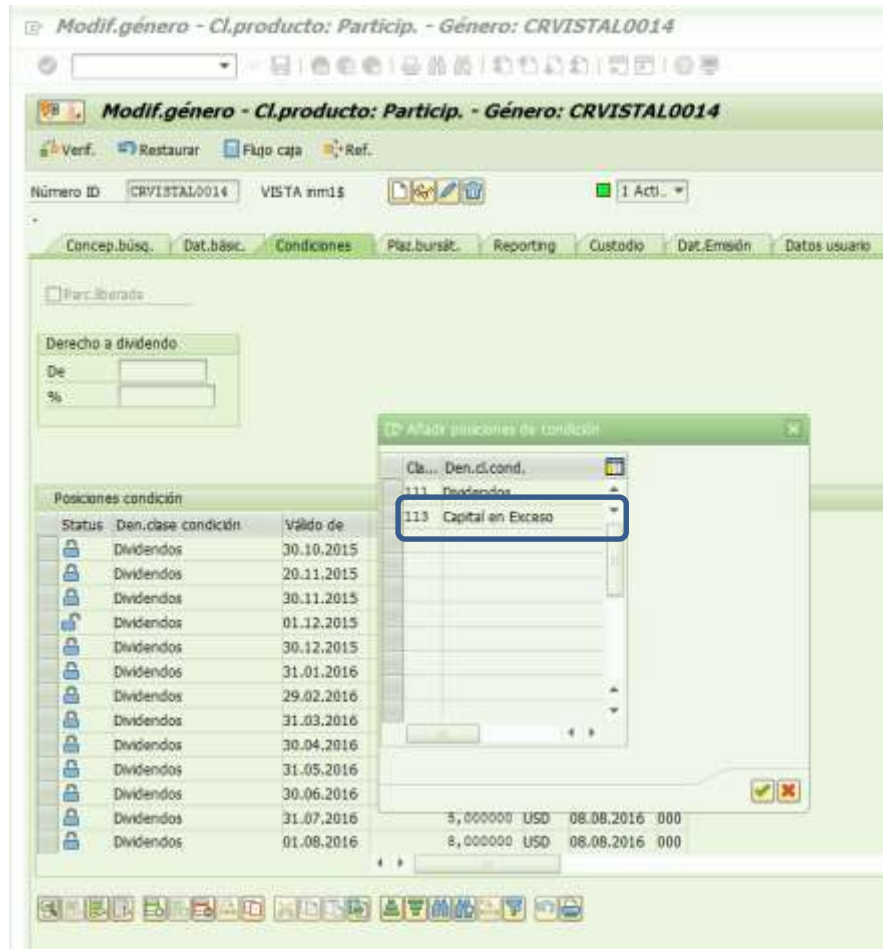 Modif.género - Cl.producto: Particip. - Género: CRVISTAL0014
Modif.género - Cl.producto: Particip. - Género: CRVISTAL0014
Verif. Restaurar Flujo caja Ref.
Número ID CRVISTAL0014 VISTA mm1$ 1 Acti..
Concep.búsq. Dat.básic. Condiciones Plaz.bursát. Reporting Custodio Dat.Emisión Datos usuario
Parc.liberada
Derecho a dividendo
De
%
Añadir posiciones de condición
Cla... Den.cl.cond.
111 Dividendos
113 Capital en Exceso
Posiciones condición
Status Den.clase condición Válido de
Dividendos 30.10.2015
Dividendos 20.11.2015
Dividendos 30.11.2015
Dividendos 01.12.2015
Dividendos 30.12.2015
Dividendos 31.01.2016
Dividendos 29.02.2016
Dividendos 31.03.2016
Dividendos 30.04.2016
Dividendos 31.05.2016
Dividendos 30.06.2016
Dividendos 31.07.2016 5,000000 USD 08.08.2016 000
Dividendos 01.08.2016 8,000000 USD 08.08.2016 000